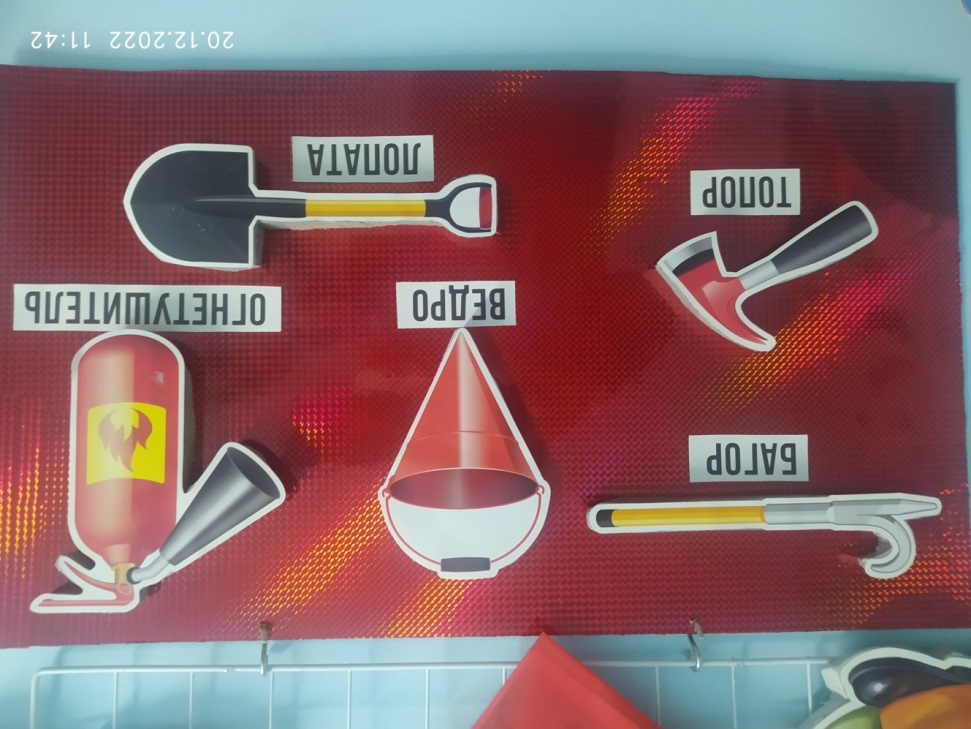 БАГОР
ВЕДРО
ОГНЕТУШИТЕЛЬ
ТОПОР
ЛОПАТА
20.12.2022 11:42